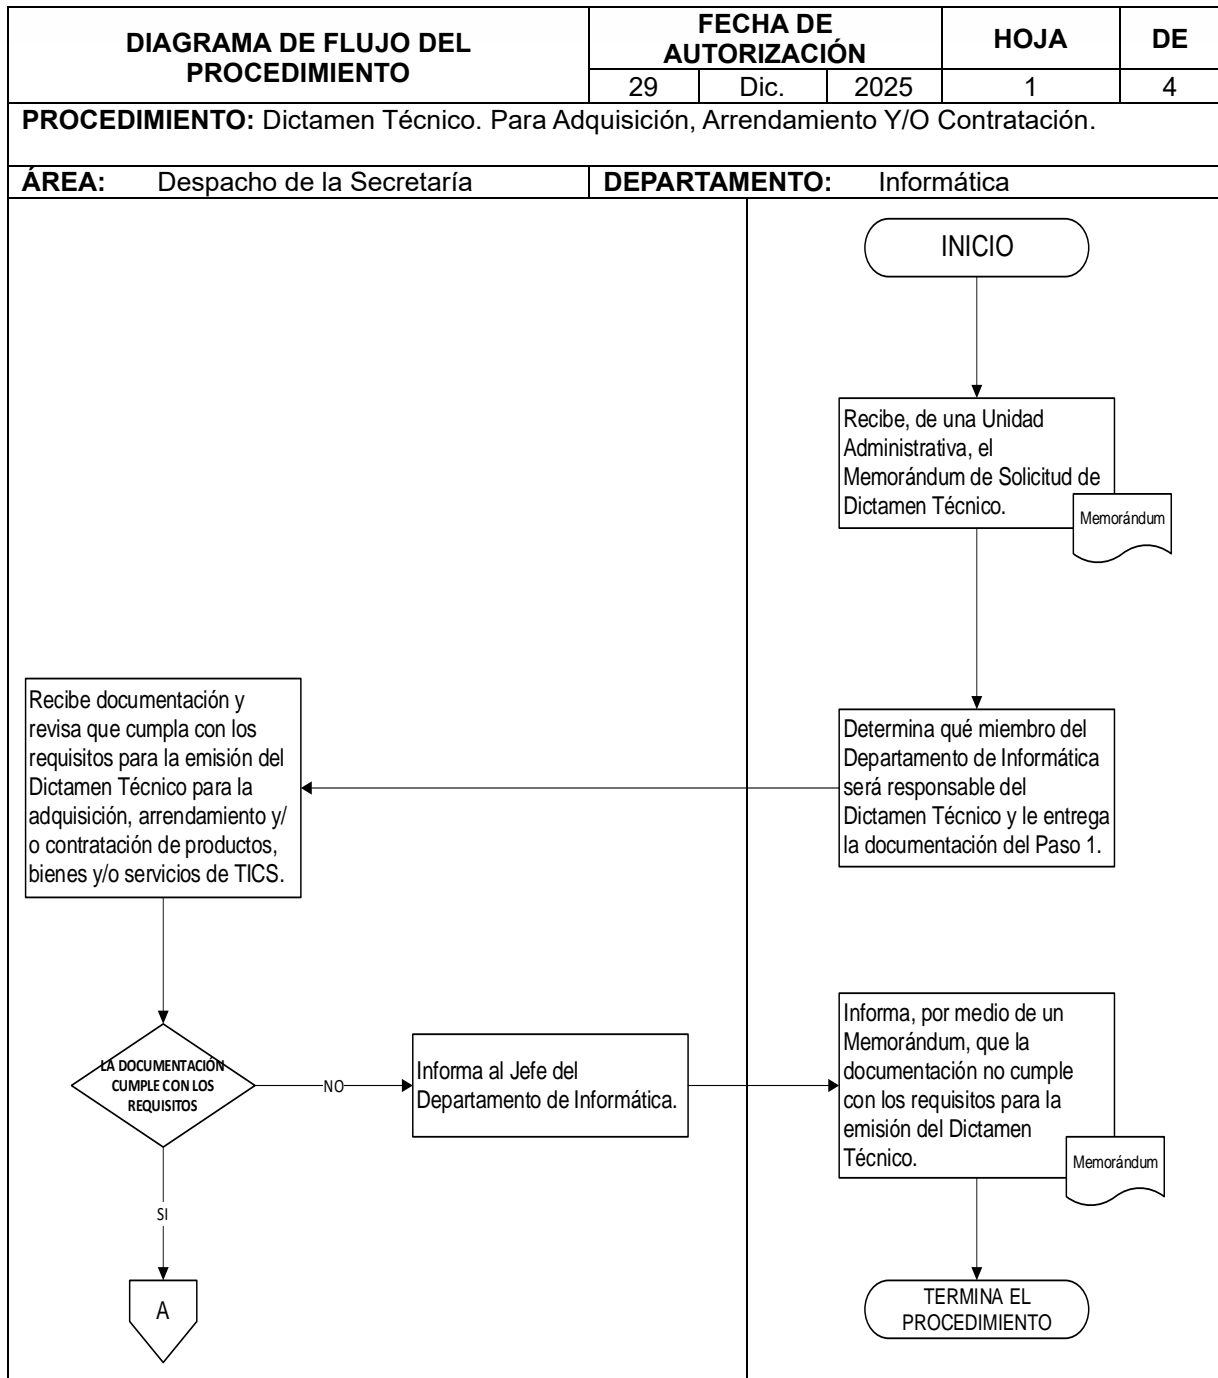 DIAGRAMA DE FLUJO DEL
PROCEDIMIENTO
FECHA DE
AUTORIZACIÓN
HOJA
DE
29
Dic.
2025
1
4
PROCEDIMIENTO: Dictamen Técnico. Para Adquisición, Arrendamiento Y/O Contratación.
ÁREA: Despacho de la Secretaría
DEPARTAMENTO: Informática
INICIO
Recibe, de una Unidad
Administrativa, el
Memorándum de Solicitud de
Dictamen Técnico.
Memorándum
Determina qué miembro del
Departamento de Informática
será responsable del
Dictamen Técnico y le entrega
la documentación del Paso 1.
Recibe documentación y
revisa que cumpla con los
requisitos para la emisión del
Dictamen Técnico para la
adquisición, arrendamiento y/
o contratación de productos,
bienes y/o servicios de TICS.
LA DOCUMENTACIÓN
CUMPLE CON LOS
REQUISITOS
NO
Informa al Jefe del
Departamento de Informática.
Informa, por medio de un
Memorándum, que la
documentación no cumple
con los requisitos para la
emisión del Dictamen
Técnico.
Memorándum
SI
A
TERMINA EL
PROCEDIMIENTO